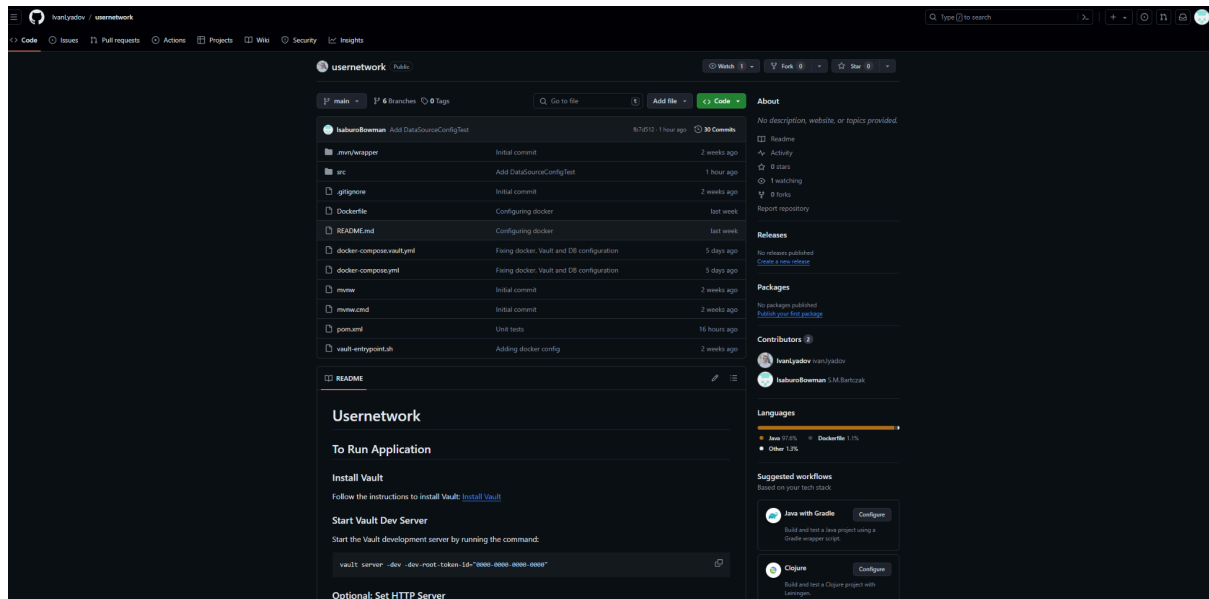 IvanLyadov / usernetwork
Type / to search
Code Issues Pull requests Actions Projects Wiki Security Insights
usernetwork Public
Watch 1 Fork 0 Star 0
main 6 Branches 0 Tags Go to file t Add file Code
IsaburoBowman Add DataSourceConfigTest 1 hour ago 30 Commits
.mvn/wrapper Initial commit 2 weeks ago
src Add DataSourceConfigTest 1 hour ago
.gitignore Initial commit 2 weeks ago
Dockerfile Configuring docker last week
README.md Configuring docker last week
docker-compose.vault.yml Fixing docker. Vault and DB configuration 5 days ago
docker-compose.yml Fixing docker. Vault and DB configuration 5 days ago
mvnw Initial commit 2 weeks ago
mvnw.cmd Initial commit 2 weeks ago
pom.xml Unit tests 16 hours ago
vault-entrypoint.sh Adding docker config 2 weeks ago
README
Usernetwork
To Run Application
Install Vault
Follow the instructions to install Vault: Install Vault
Start Vault Dev Server
Start the Vault development server by running the command:
vault server -dev -dev-root-token-id="0000-0000-0000-0000"
Optional: Set HTTP Server
About
No description, website, or topics provided.
Readme
Activity
0 stars
1 watching
0 forks
Report repository
Releases
No releases published
Create a new release
Packages
No packages published
Publish your first package
Contributors 2
IvanLyadov ivan.lyadov
IsaburoBowman S.M.Bartczak
Languages
Java 97.6% Dockerfile 1.1%
Other 1.3%
Suggested workflows
Based on your tech stack
Java with Gradle Configure
Build and test a Java project using a
Gradle wrapper script.
Clojure Configure
Build and test a Clojure project with
Leiningen.